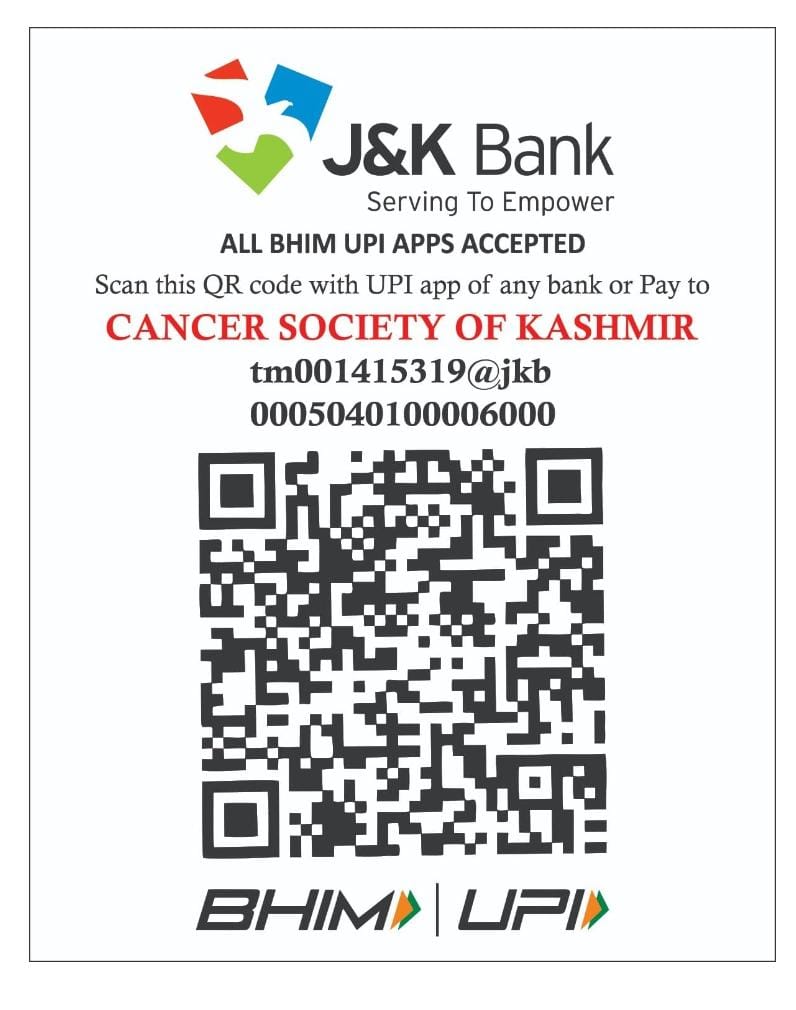 J&K Bank
Serving To Empower
ALL BHIM UPI APPS ACCEPTED
Scan this QR code with UPI app of any bank or Pay to
CANCER SOCIETY OF KASHMIR
tm001415319@jkb
0005040100006000
BHIM | UPI